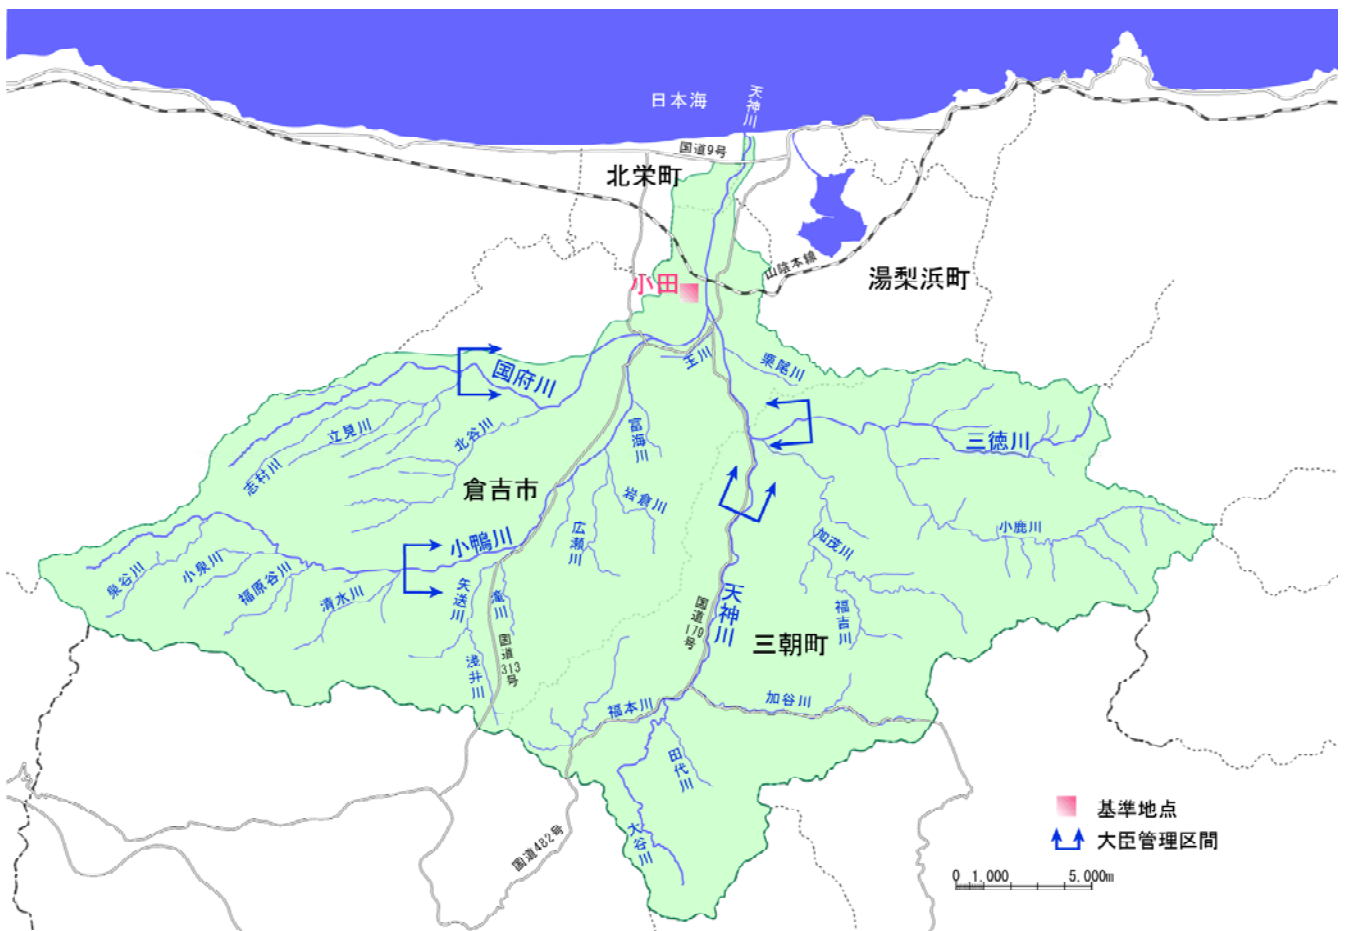 日本海
天神川
国道9号
北栄町
山陰本線
小田
湯梨浜町
玉川
栗尾川
国府川
立見川
北谷川
志村川
富海川
三徳川
倉吉市
岩倉川
広瀬川
小鹿川
加茂川
小鴨川
泉谷川
小泉川
福原谷川
清水川
矢送川
滝川
国道313号
浅井川
天神川
国道179号
福吉川
三朝町
福本川
加谷川
田代川
大谷川
国道482号
基準地点
大臣管理区間
0 1.000 5.000m